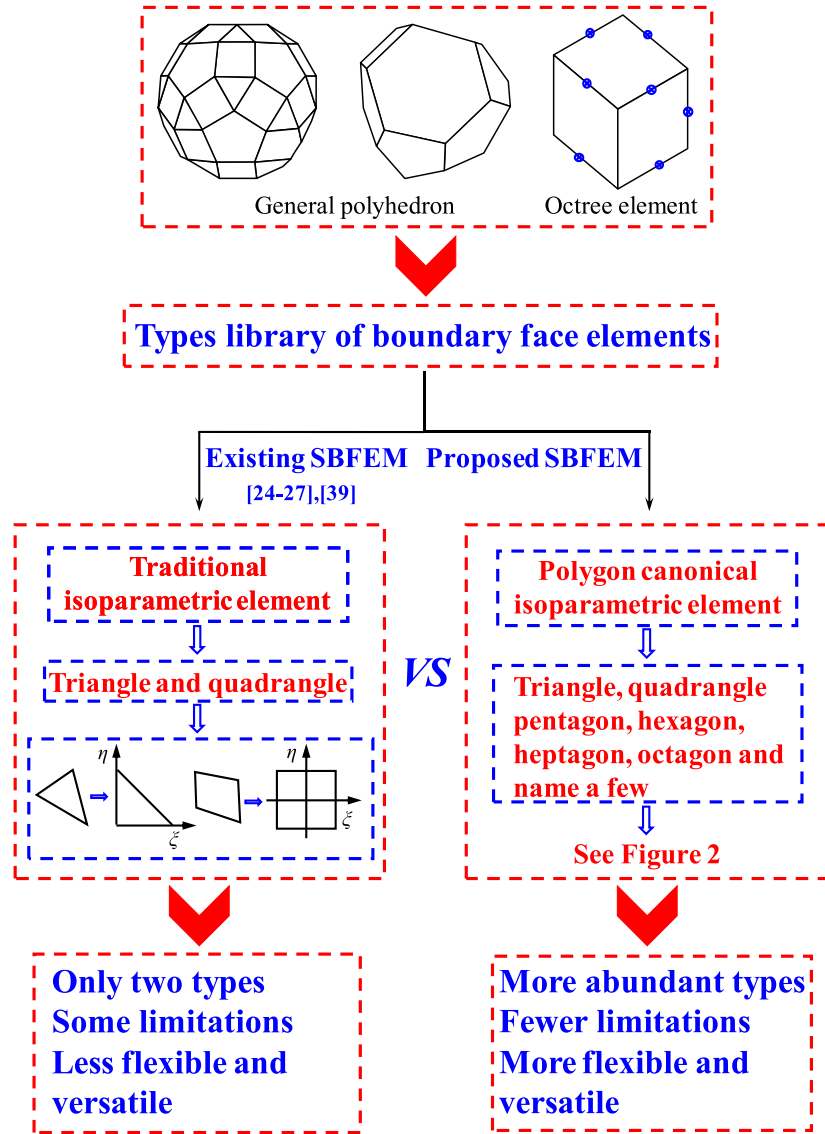 General polyhedron
Octree element
Types library of boundary face elements
Existing SBFEM
[24-27],[39]
Proposed SBFEM
Traditional
isoparametric element
Triangle and quadrangle
η
ξ
η
ξ
Only two types
Some limitations
Less flexible and
versatile
VS
Polygon canonical
isoparametric element
Triangle, quadrangle
pentagon, hexagon,
heptagon, octagon and
name a few
See Figure 2
More abundant types
Fewer limitations
More flexible and
versatile